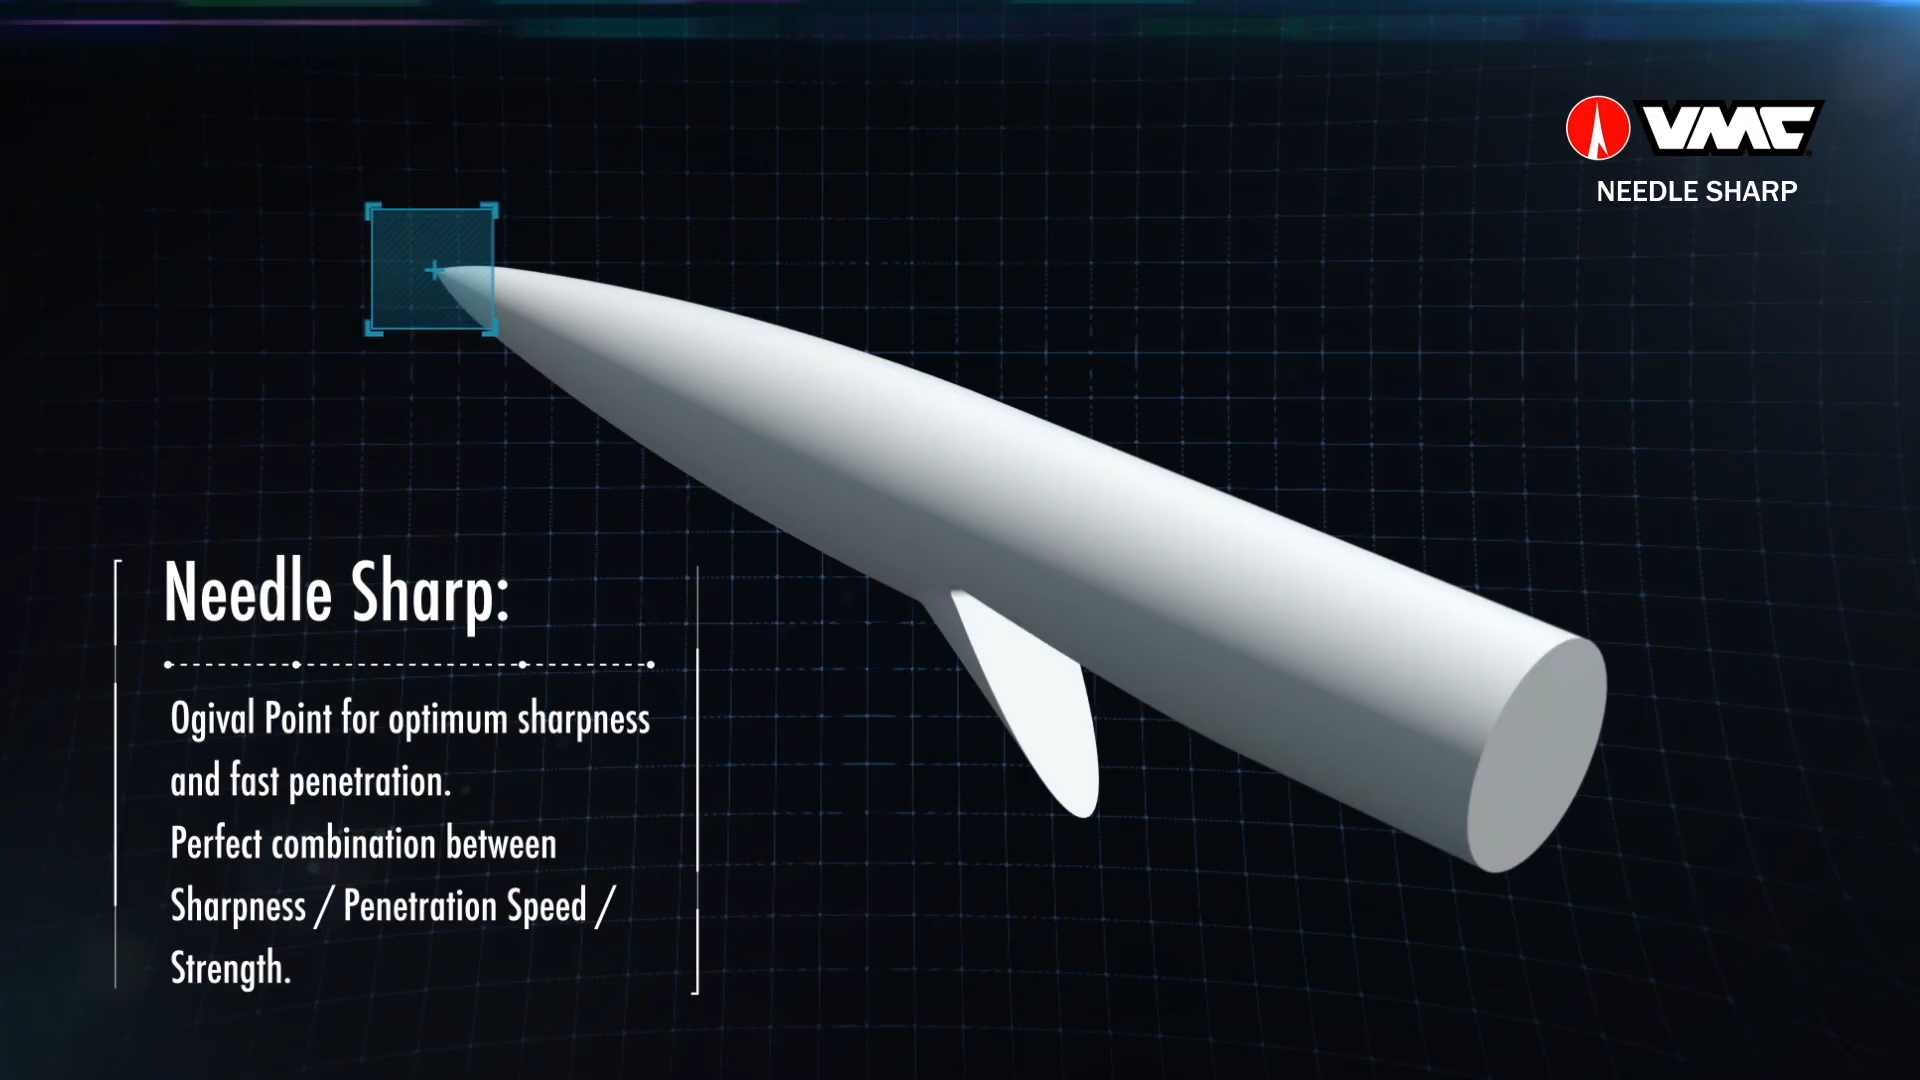 VMC
NEEDLE SHARP
Needle Sharp:
Ogival Point for optimum sharpness
and fast penetration.
Perfect combination between
Sharpness / Penetration Speed /
Strength.